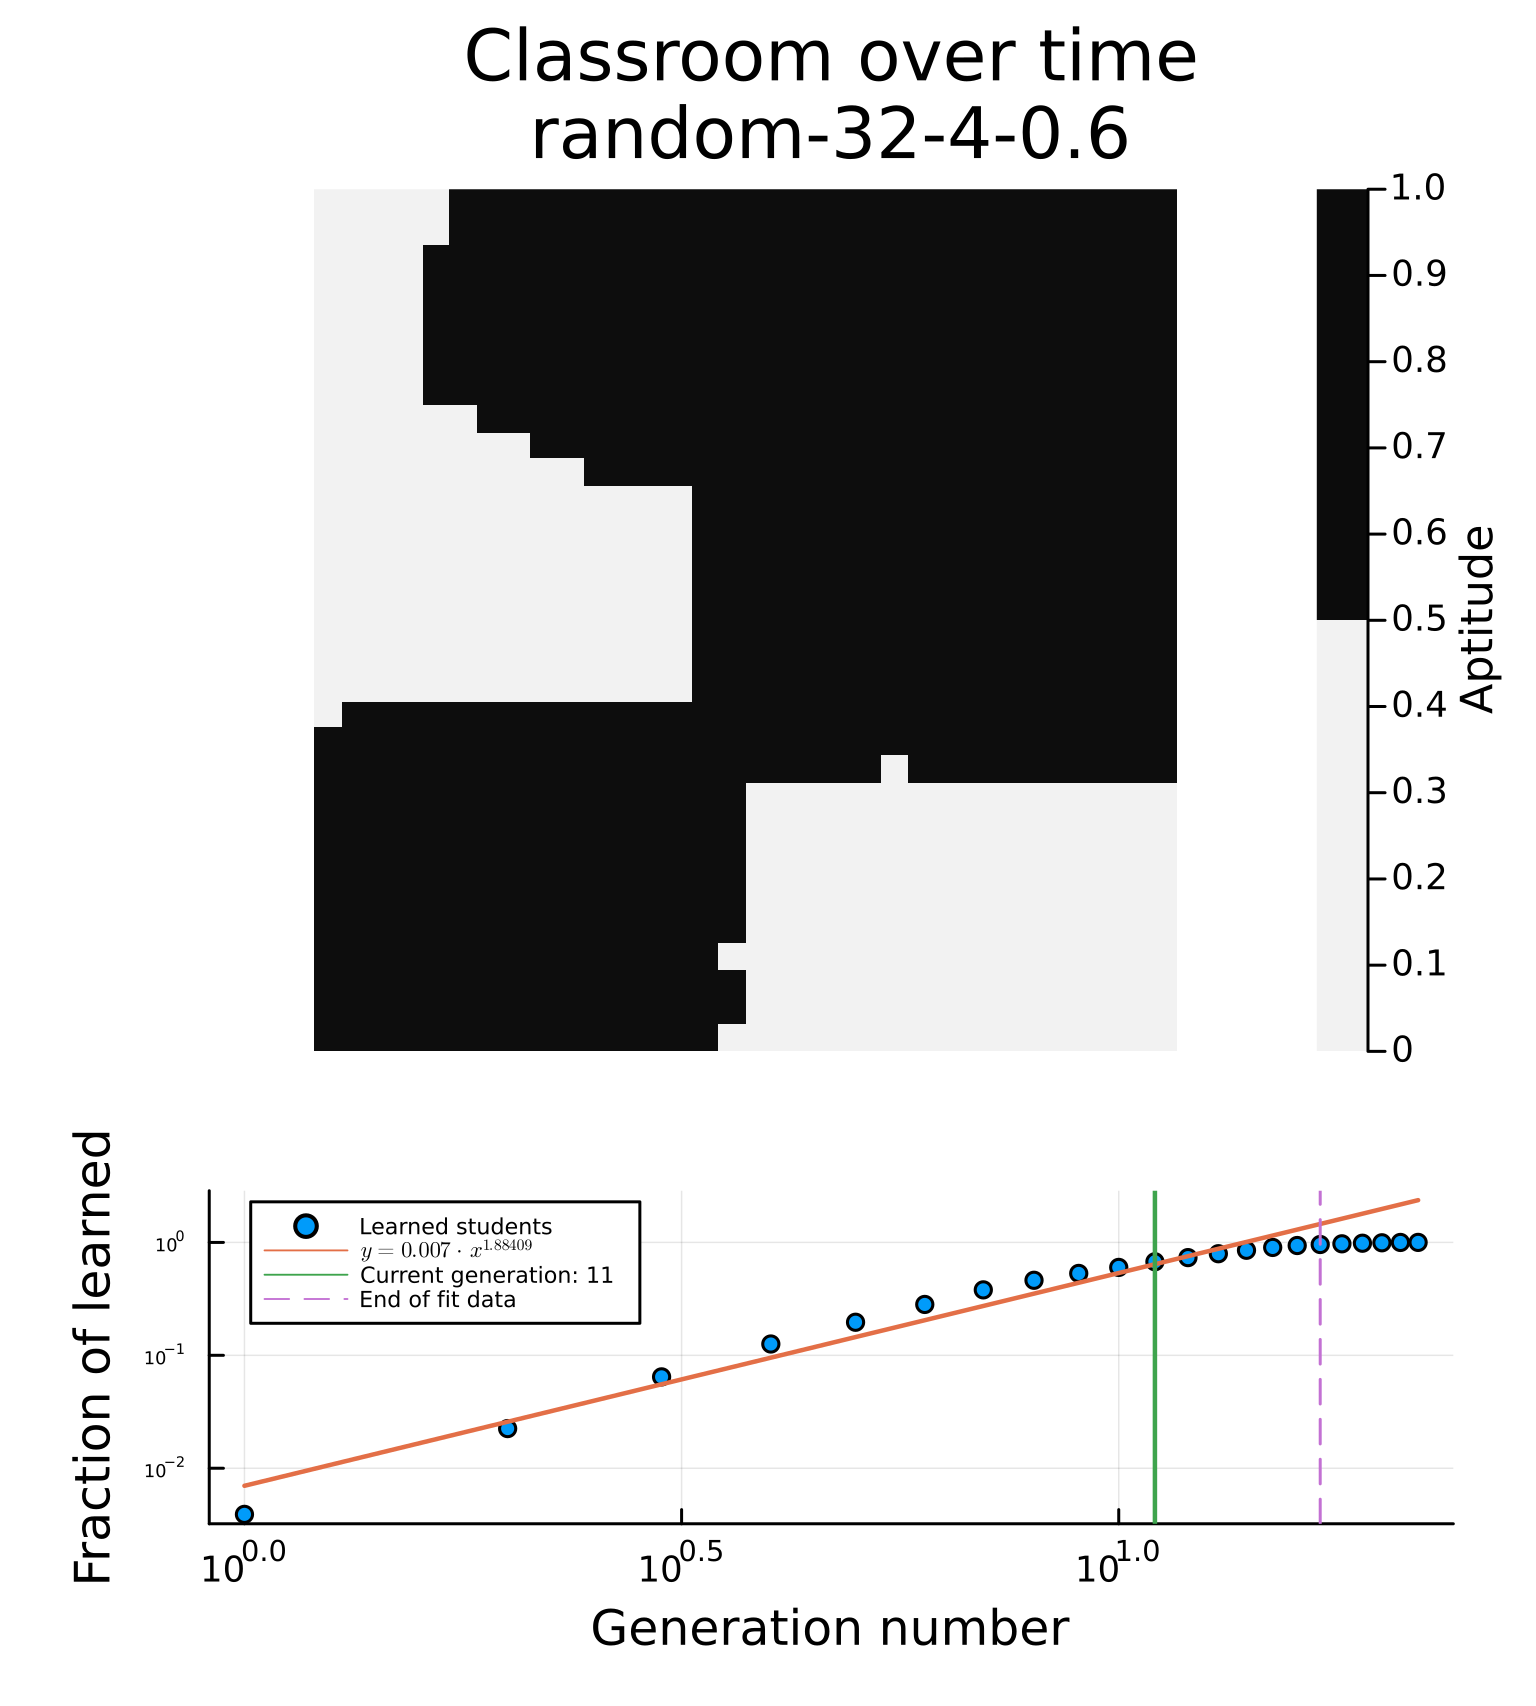 Classroom over time
random-32-4-0.6
1.0
0.9
0.8
0.7
0.6
0.5
0.4
0.3
0.2
0.1
0
Aptitude
Fraction of learned
10⁰
10⁻¹
10⁻²
Learned students
y = 0.007 · x^1.88409
Current generation: 11
End of fit data
10^0.0
10^0.5
10^1.0
Generation number